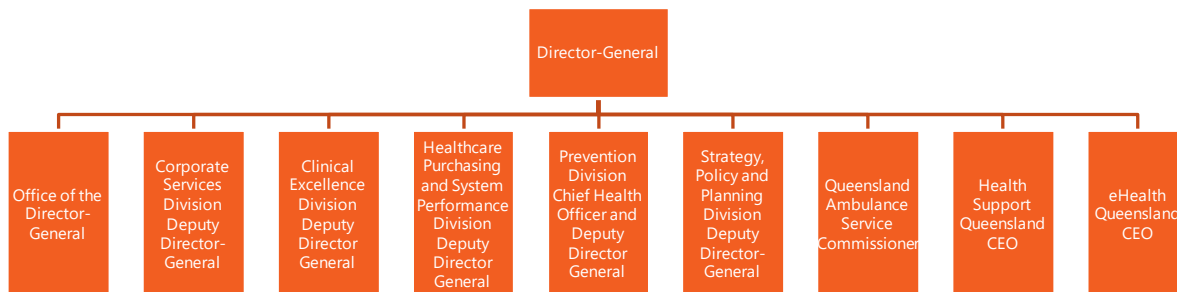 Director-General
Office of the
Director-
General
Corporate
Services
Division
Deputy
Director-
General
Clinical
Excellence
Division
Deputy
Director
General
Healthcare
Purchasing
and System
Performance
Division
Deputy
Director
General
Prevention
Division
Chief Health
Officer and
Deputy
Director
General
Strategy,
Policy and
Planning
Division
Deputy
Director-
General
Queensland
Ambulance
Service
Commissioner
Health
Support
Queensland
CEO
eHealth
Queensland
CEO